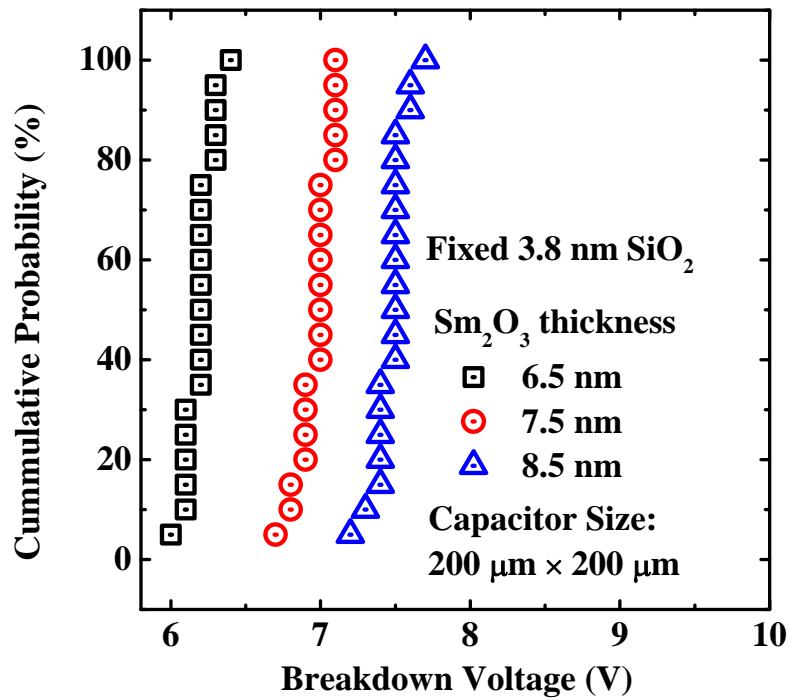 Cummulative Probability (%)
100
80
60
40
20
0
Fixed 3.8 nm SiO₂
Sm₂O₃ thickness
6.5 nm
7.5 nm
8.5 nm
Capacitor Size:
200 μm × 200 μm
6 7 8 9 10
Breakdown Voltage (V)